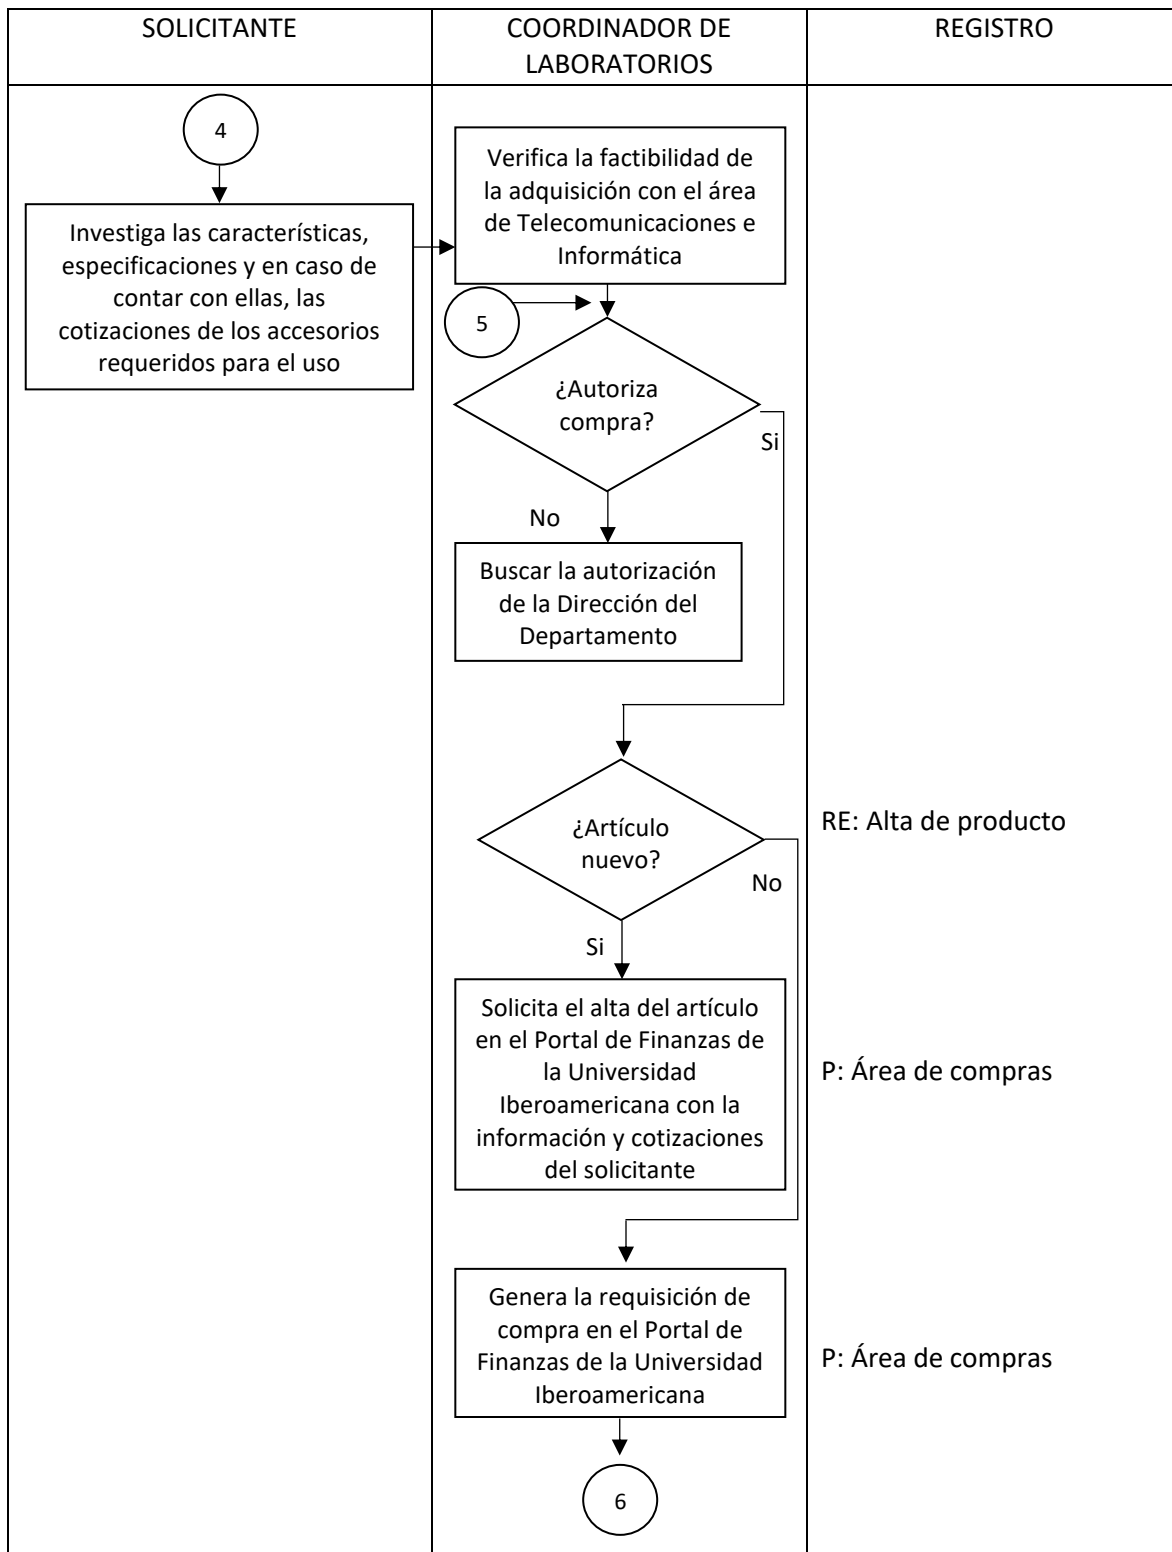 SOLICITANTE
COORDINADOR DE
LABORATORIOS
REGISTRO
4
Investiga las características,
especificaciones y en caso de
contar con ellas, las
cotizaciones de los accesorios
requeridos para el uso
Verifica la factibilidad de
la adquisición con el área
de Telecomunicaciones e
Informática
5
¿Autoriza
compra?
Si
No
Buscar la autorización
de la Dirección del
Departamento
¿Artículo
nuevo?
RE: Alta de producto
No
Si
Solicita el alta del artículo
en el Portal de Finanzas de
la Universidad
Iberoamericana con la
información y cotizaciones
del solicitante
P: Área de compras
Genera la requisición de
compra en el Portal de
Finanzas de la Universidad
Iberoamericana
P: Área de compras
6